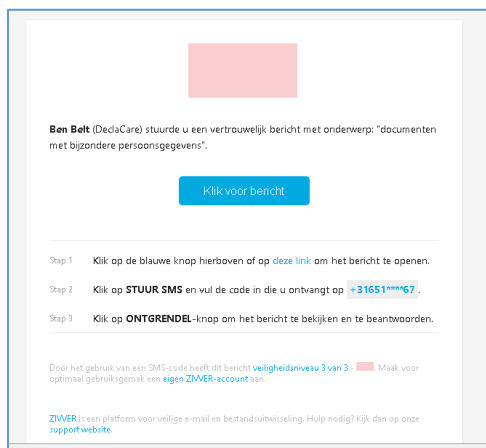 Ben Belt (DeclaCare) stuurde u een vertrouwelijk bericht met onderwerp: "documenten
met bijzondere persoonsgegevens".
Klik voor bericht
Stap 1 Klik op de blauwe knop hierboven of op deze link om het bericht te openen.
Stap 2 Klik op STUUR SMS en vul de code in die u ontvangt op +31651****67.
Stap 3 Klik op ONTGRENDEL-knop om het bericht te bekijken en te beantwoorden.
Door het gebruik van een SMS-code heeft dit bericht veiligheidsniveau 3 van 3 - . Maak voor
optimaal gebruiksgemak een eigen ZIVVER-account aan.
ZIVVER is een platform voor veilige e-mail en bestandsuitwisseling. Hulp nodig? Kijk dan op onze
support website.